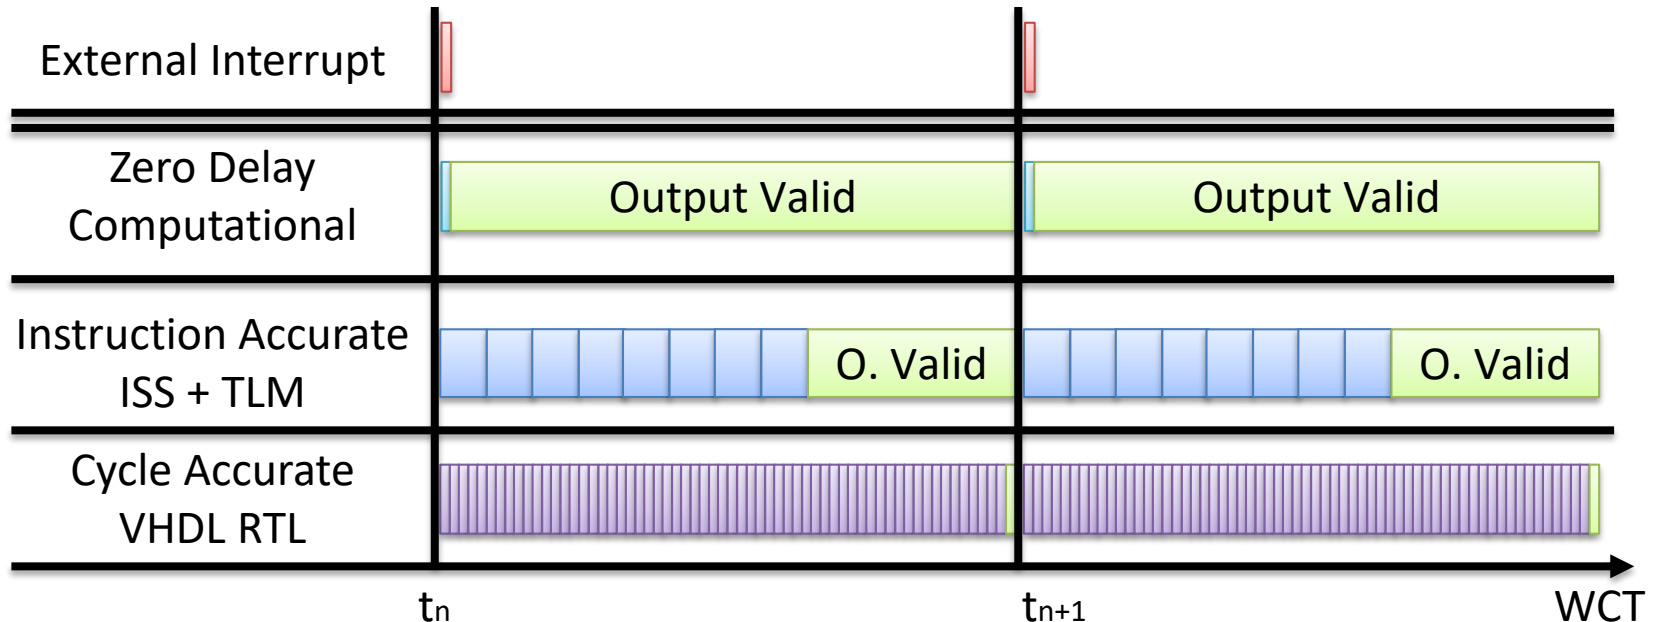 External Interrupt
Zero Delay
Computational
Output Valid
Output Valid
Instruction Accurate
ISS + TLM
O. Valid
O. Valid
Cycle Accurate
VHDL RTL
tn
tn+1
WCT